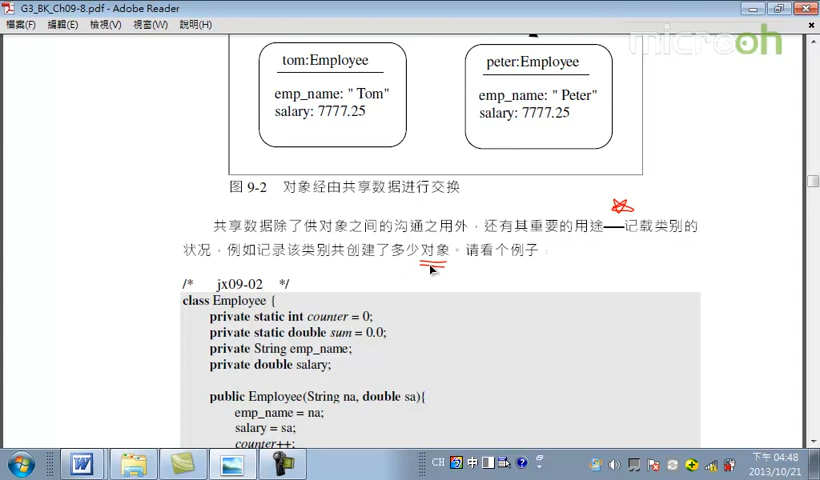 G3_BK_Ch09-8.pdf - Adobe Reader
檔案(F) 編輯(E) 檢視(V) 視窗(W) 說明(H)
microoh
tom:Employee
emp_name: " Tom"
salary: 7777.25
peter:Employee
emp_name: " Peter"
salary: 7777.25
图 9-2 对象经由共享数据进行交换
共享数据除了供对象之间的沟通之用外，还有其重要的用途——记载类别的
状况，例如记录该类别共创建了多少对象。请看个例子：
/* jx09-02 */
class Employee {
private static int counter = 0;
private static double sum = 0.0;
private String emp_name;
private double salary;
public Employee(String na, double sa){
emp_name = na;
salary = sa;
counter++;
CH 中
下午 04:48
2013/10/21